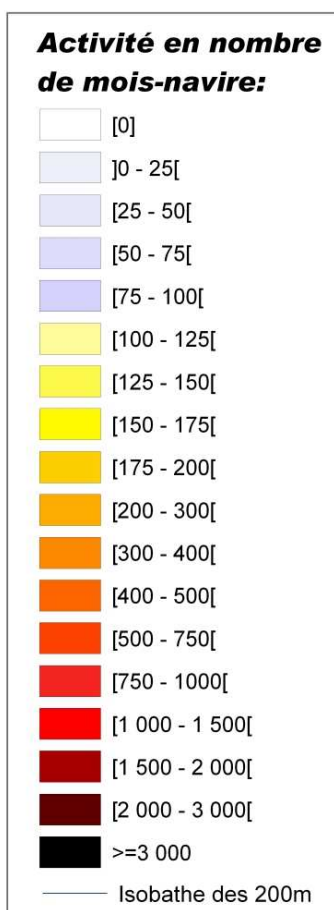 Activité en nombre
de mois-navire:
[0]
]0 - 25[
[25 - 50[
[50 - 75[
[75 - 100[
[100 - 125[
[125 - 150[
[150 - 175[
[175 - 200[
[200 - 300[
[300 - 400[
[400 - 500[
[500 - 750[
[750 - 1000[
[1 000 - 1 500[
[1 500 - 2 000[
[2 000 - 3 000[
>=3 000
Isobathe des 200m